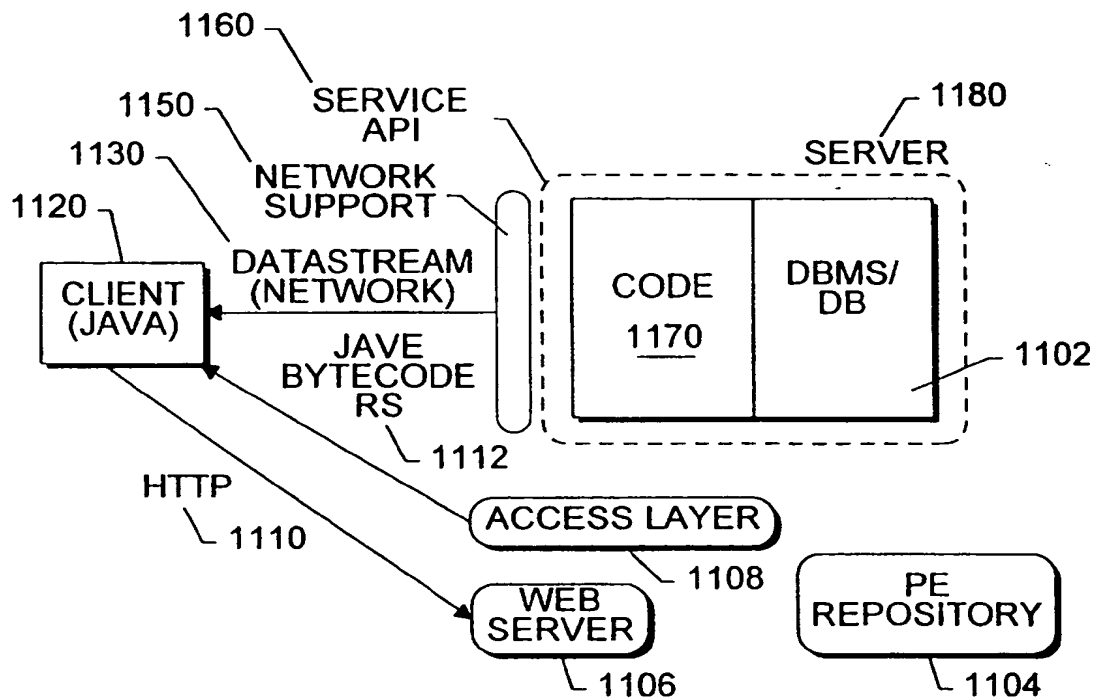 1160
SERVICE
API
1150
NETWORK
SUPPORT
1130
DATASTREAM
(NETWORK)
1120
CLIENT
(JAVA)
1180
SERVER
CODE
1170
DBMS/
DB
1102
JAVE
BYTECODE
RS
1112
HTTP
1110
ACCESS LAYER
1108
WEB
SERVER
1106
PE
REPOSITORY
1104